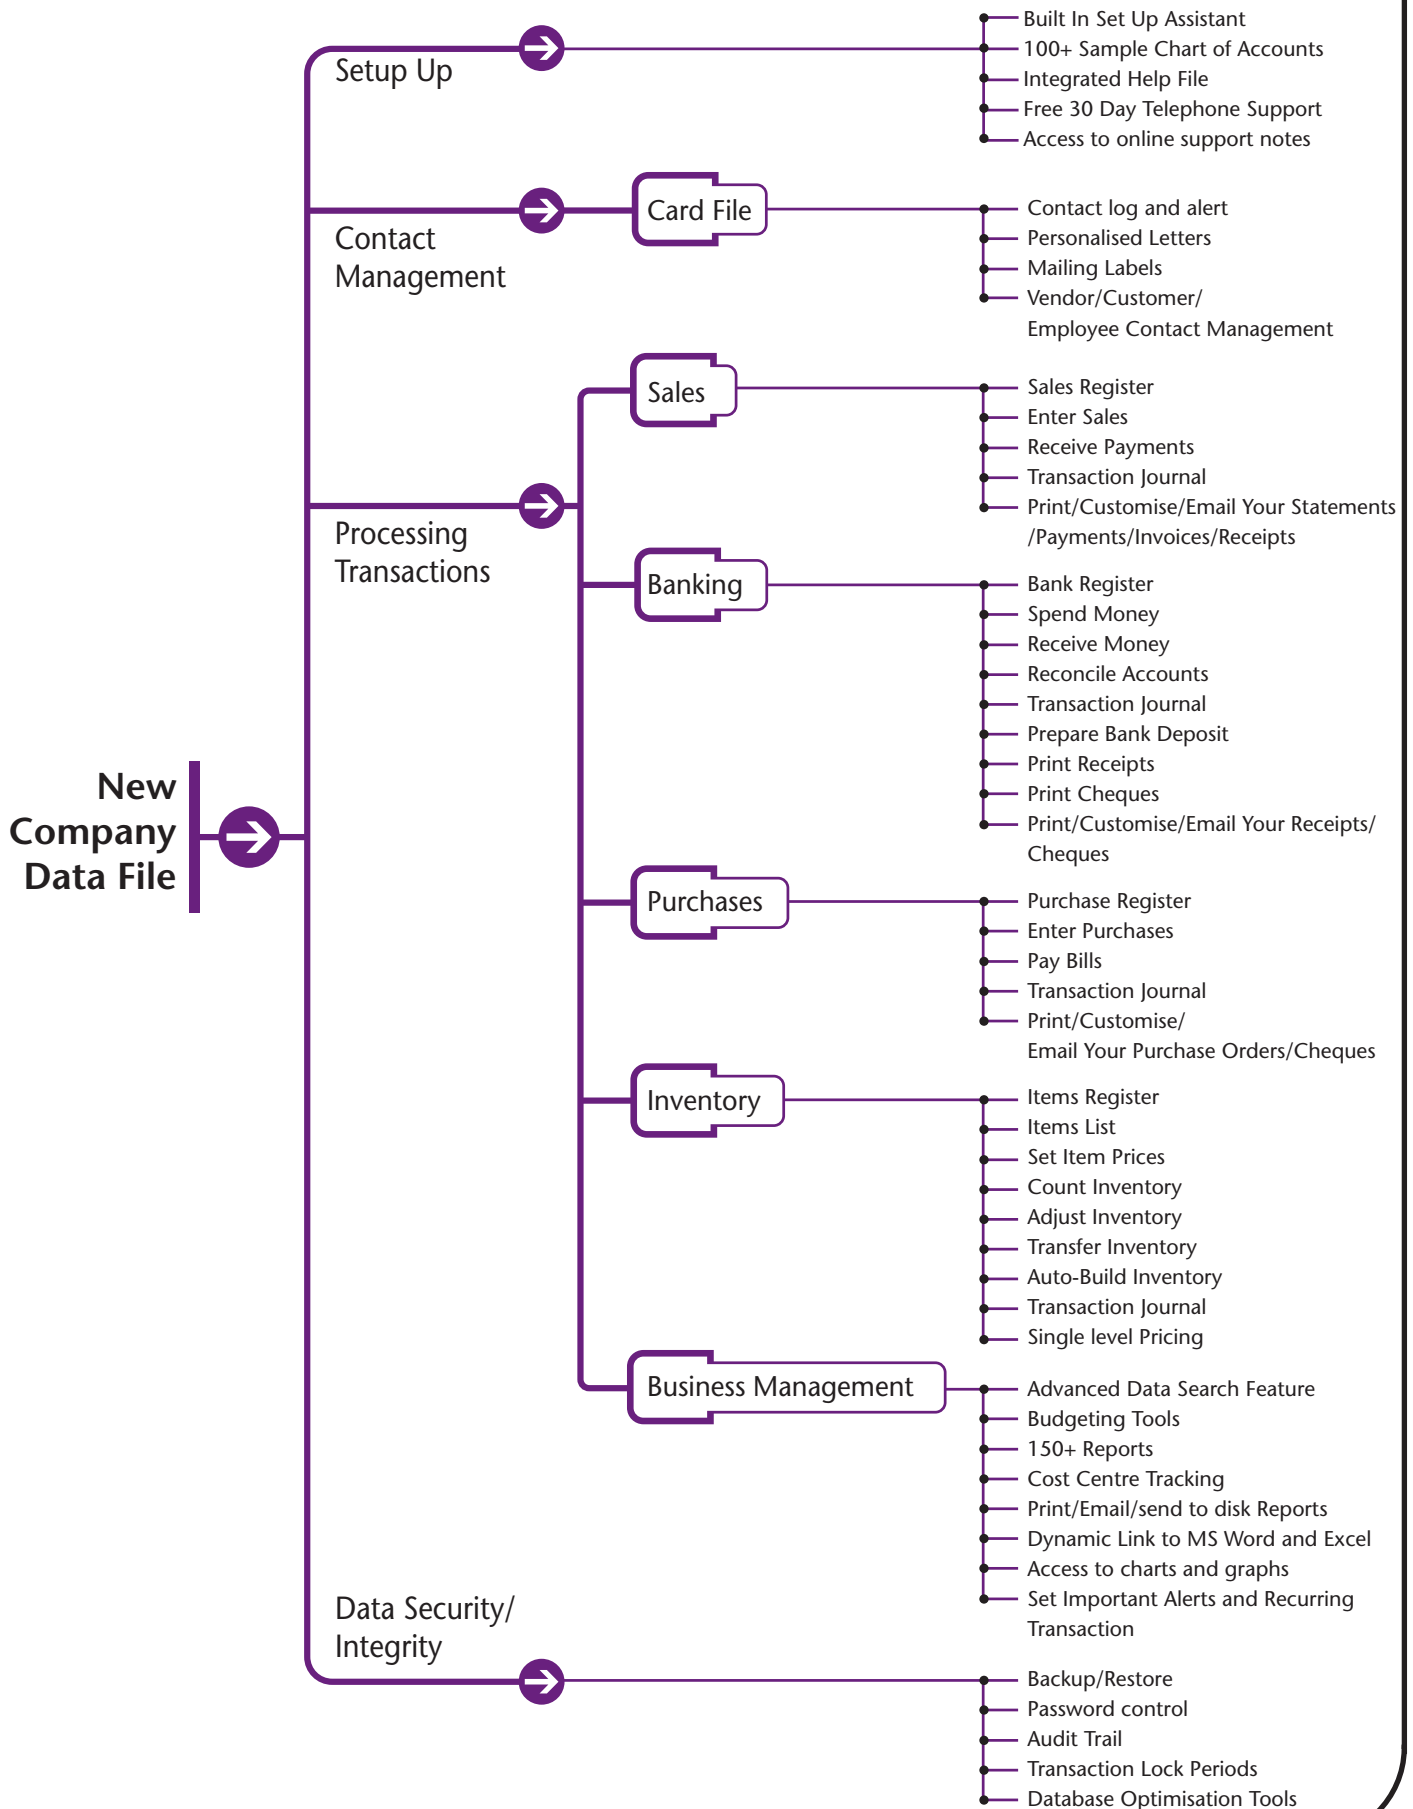 Built In Set Up Assistant
100+ Sample Chart of Accounts
Integrated Help File
Free 30 Day Telephone Support
Access to online support notes
Setup Up
Contact
Management
Card File
Contact log and alert
Personalised Letters
Mailing Labels
Vendor/Customer/
Employee Contact Management
Processing
Transactions
Sales
Sales Register
Enter Sales
Receive Payments
Transaction Journal
Print/Customise/Email Your Statements
/Payments/Invoices/Receipts
Banking
Bank Register
Spend Money
Receive Money
Reconcile Accounts
Transaction Journal
Prepare Bank Deposit
Print Receipts
Print Cheques
Print/Customise/Email Your Receipts/
Cheques
New
Company
Data File
Purchases
Purchase Register
Enter Purchases
Pay Bills
Transaction Journal
Print/Customise/
Email Your Purchase Orders/Cheques
Inventory
Items Register
Items List
Set Item Prices
Count Inventory
Adjust Inventory
Transfer Inventory
Auto-Build Inventory
Transaction Journal
Single level Pricing
Business Management
Advanced Data Search Feature
Budgeting Tools
150+ Reports
Cost Centre Tracking
Print/Email/send to disk Reports
Dynamic Link to MS Word and Excel
Access to charts and graphs
Set Important Alerts and Recurring
Transaction
Data Security/
Integrity
Backup/Restore
Password control
Audit Trail
Transaction Lock Periods
Database Optimisation Tools